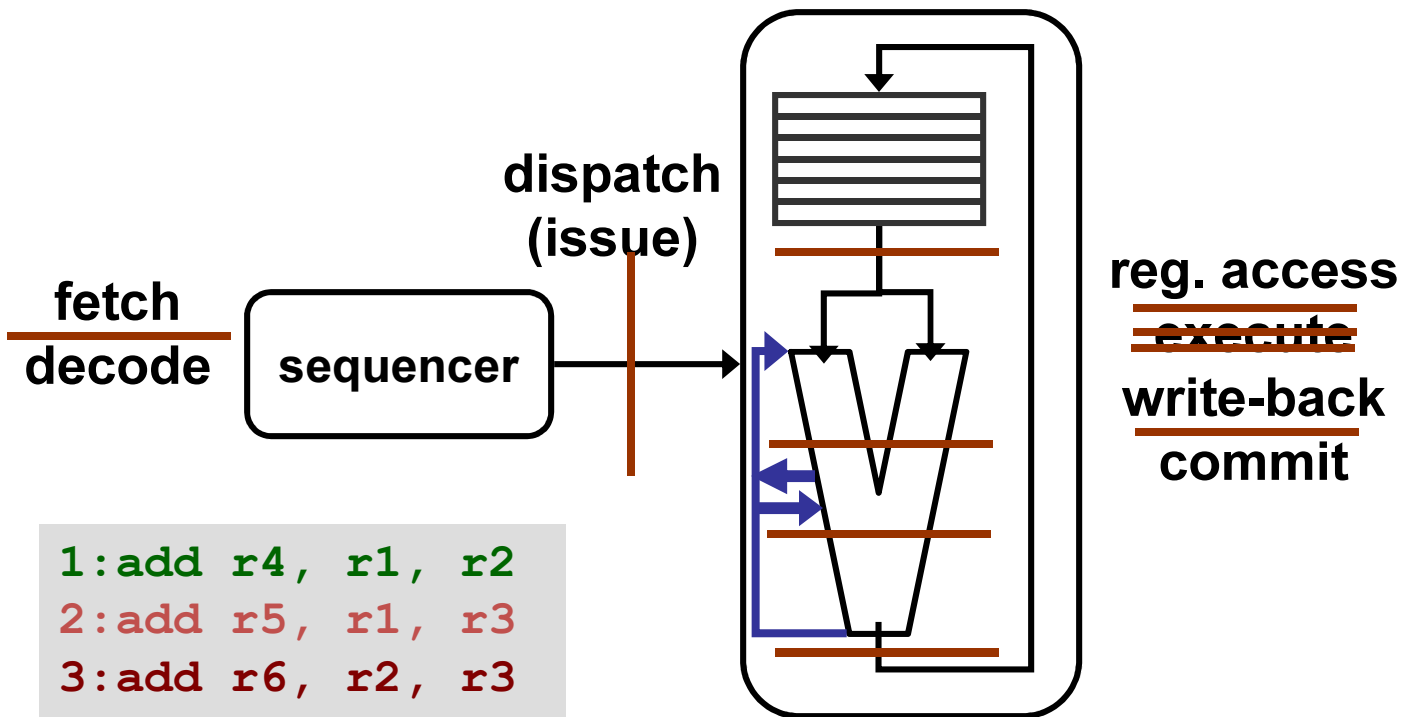 fetch
decode
sequencer
dispatch
(issue)
reg. access
execute
write-back
commit
1:add r4, r1, r2
2:add r5, r1, r3
3:add r6, r2, r3